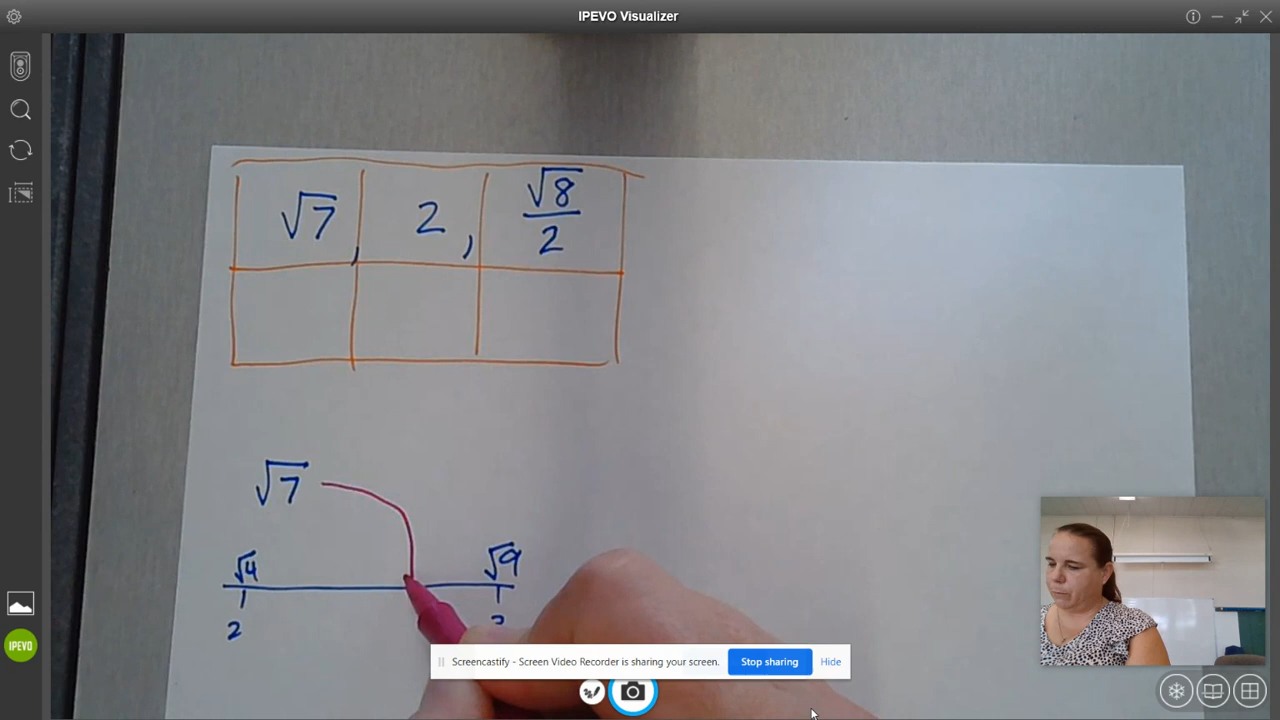 IPEVO Visualizer
√7, 2, √8/2
√7
√4 √9
2
Screencastify - Screen Video Recorder is sharing your screen. Stop sharing Hide
IPEVO